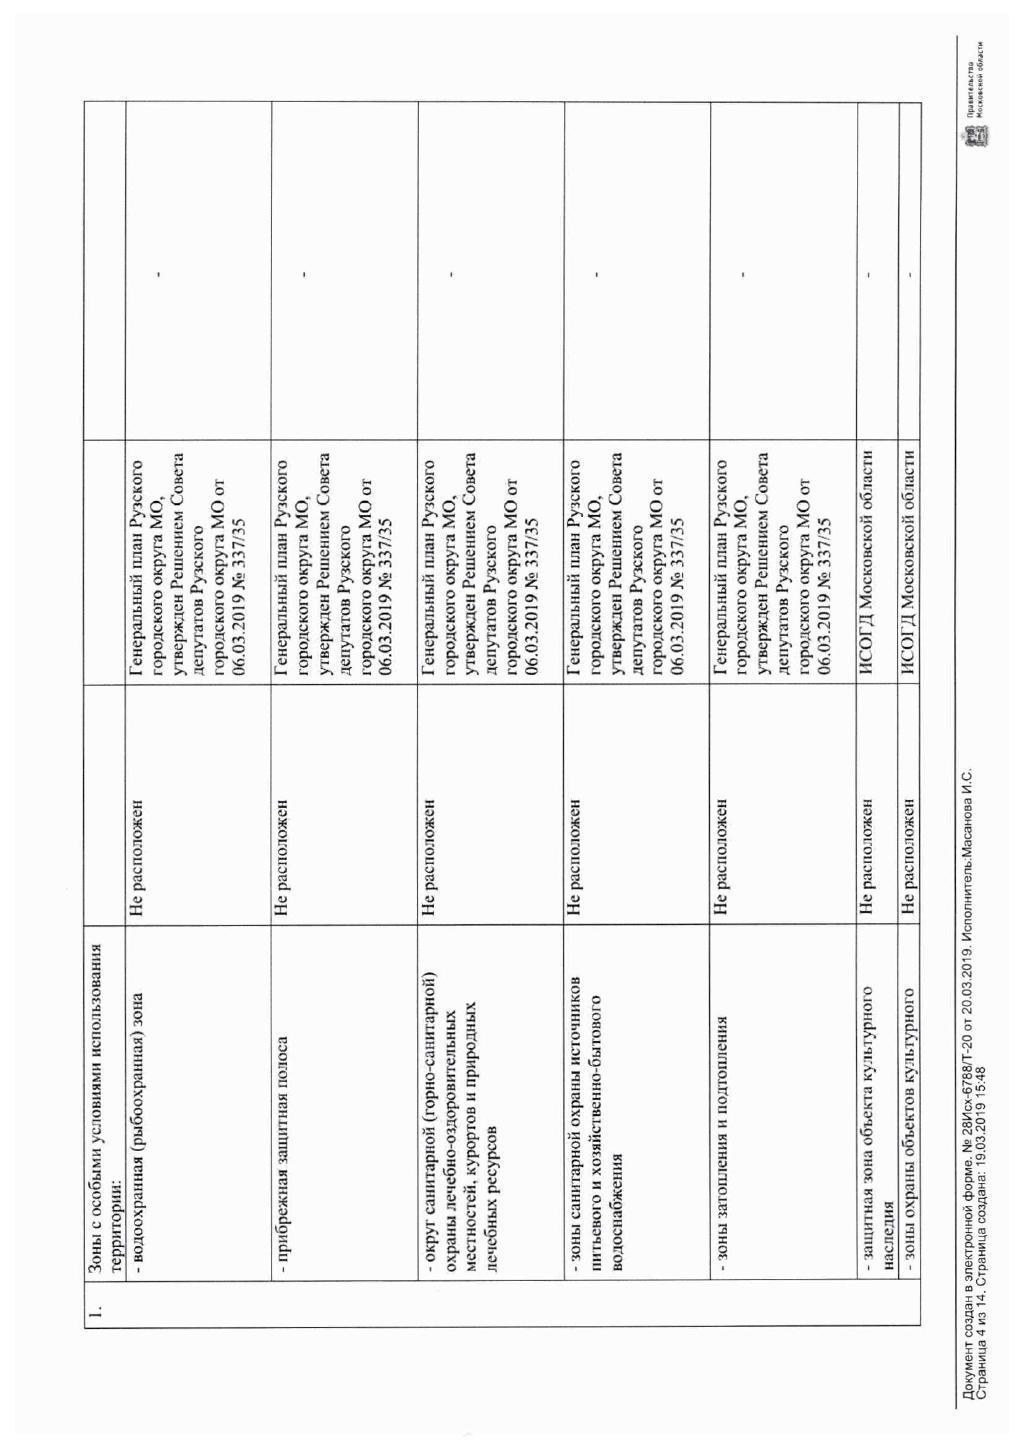 1.
Зоны с особыми условиями использования
территории:
- водоохранная (рыбоохранная) зона
Не расположен
Генеральный план Рузского
городского округа МО,
утвержден Решением Совета
депутатов Рузского
городского округа МО от
06.03.2019 № 337/35
-
- прибрежная защитная полоса
Не расположен
Генеральный план Рузского
городского округа МО,
утвержден Решением Совета
депутатов Рузского
городского округа МО от
06.03.2019 № 337/35
-
- округ санитарной (горно-санитарной)
охраны лечебно-оздоровительных
местностей, курортов и природных
лечебных ресурсов
Не расположен
Генеральный план Рузского
городского округа МО,
утвержден Решением Совета
депутатов Рузского
городского округа МО от
06.03.2019 № 337/35
-
- зоны санитарной охраны источников
питьевого и хозяйственно-бытового
водоснабжения
Не расположен
Генеральный план Рузского
городского округа МО,
утвержден Решением Совета
депутатов Рузского
городского округа МО от
06.03.2019 № 337/35
-
- зоны затопления и подтопления
Не расположен
Генеральный план Рузского
городского округа МО,
утвержден Решением Совета
депутатов Рузского
городского округа МО от
06.03.2019 № 337/35
-
- защитная зона объекта культурного
наследия
Не расположен
ИСОГД Московской области
-
- зоны охраны объектов культурного
Не расположен
ИСОГД Московской области
-
Документ создан в электронной форме. № 28Исх-6788/Т-20 от 20.03.2019. Исполнитель:Масанова И.С.
Страница 4 из 14. Страница создана: 19.03.2019 15:48
Правительства
Московской области